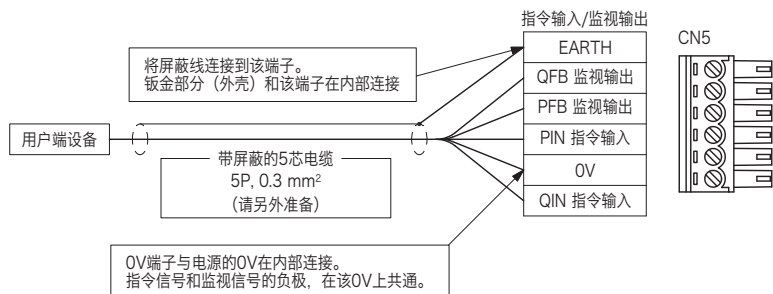 指令输入/监视输出
CN5
EARTH
QFB 监视输出
PFB 监视输出
PIN 指令输入
0V
QIN 指令输入
将屏蔽线连接到该端子。
钣金部分（外壳）和该端子在内部连接
用户端设备
带屏蔽的5芯电缆
5P, 0.3 mm²
（请另外准备）
0V端子与电源的0V在内部连接。
指令信号和监视信号的负极，在该0V上共通。